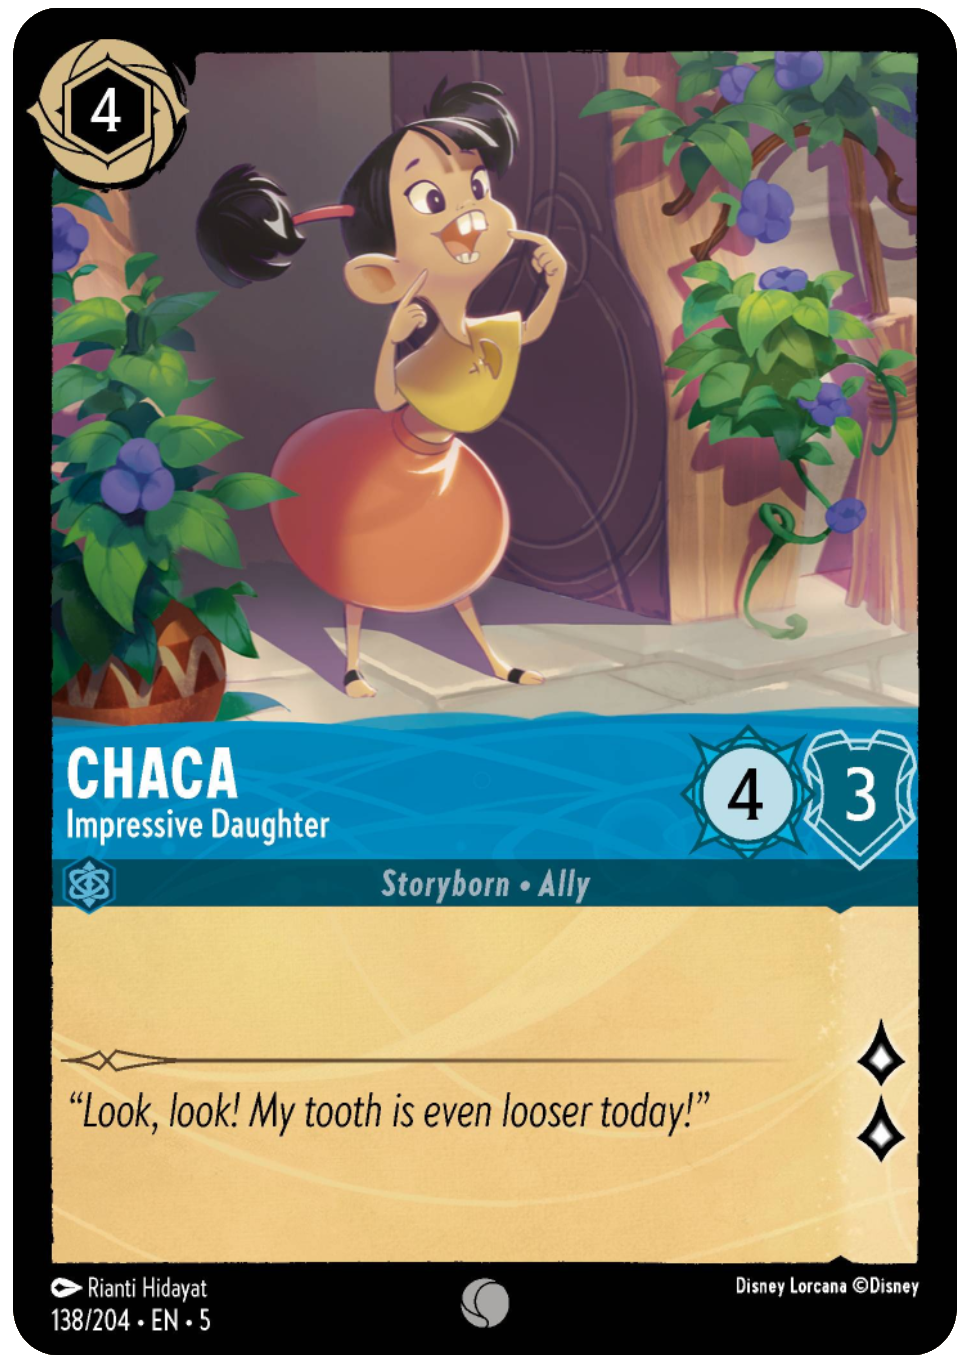 4
CHACA
Impressive Daughter
4
3
Storyborn • Ally
“Look, look! My tooth is even looser today!”
Rianti Hidayat
Disney Lorcana ©Disney
138/204 • EN • 5